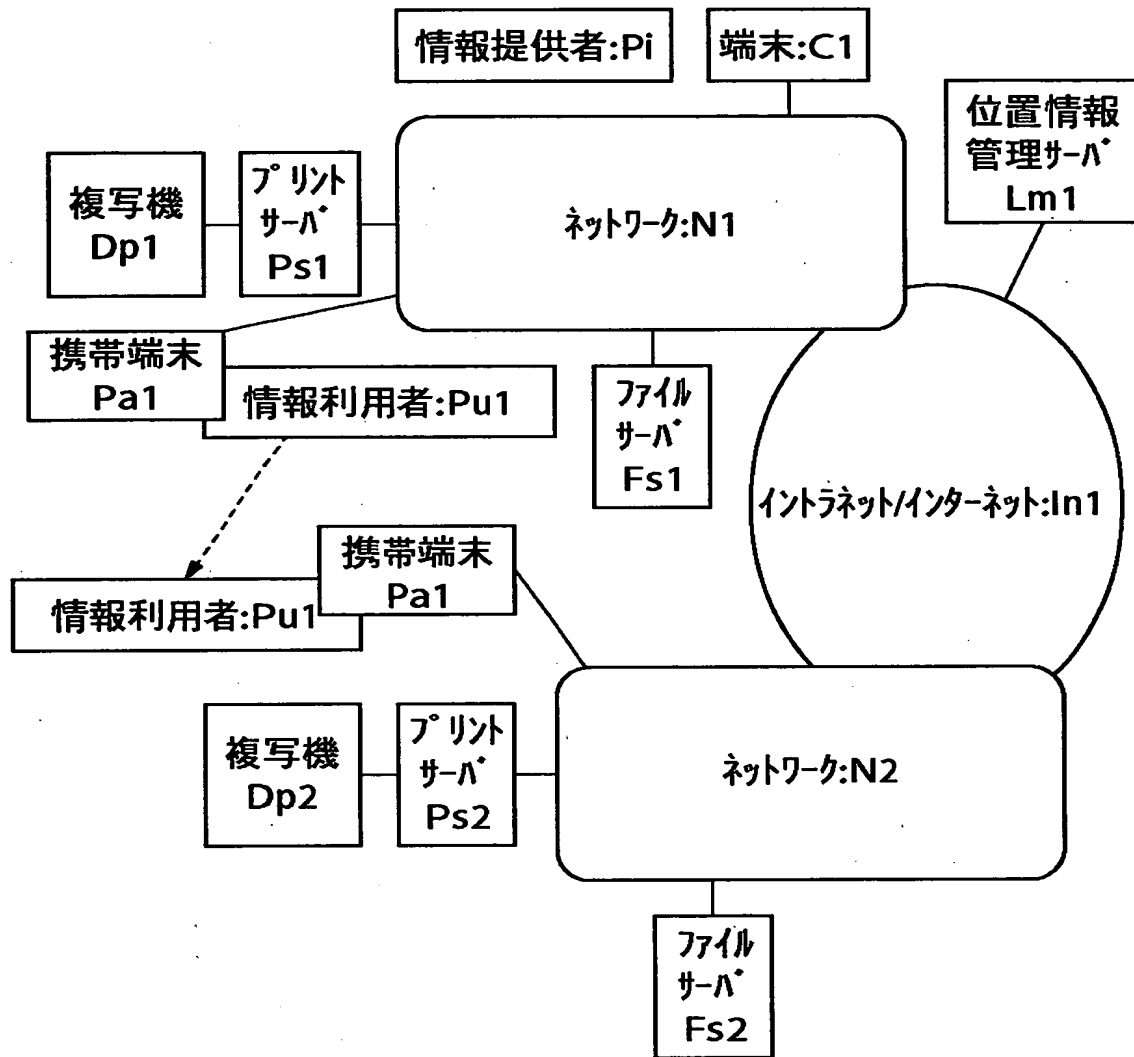 情報提供者:Pi
端末:C1
位置情報
管理サーバ
Lm1
複写機
Dp1
プリント
サーバ
Ps1
ネットワーク:N1
携帯端末
Pa1
情報利用者:Pu1
ファイル
サーバ
Fs1
イントラネット/インターネット:In1
携帯端末
Pa1
情報利用者:Pu1
複写機
Dp2
プリント
サーバ
Ps2
ネットワーク:N2
ファイル
サーバ
Fs2